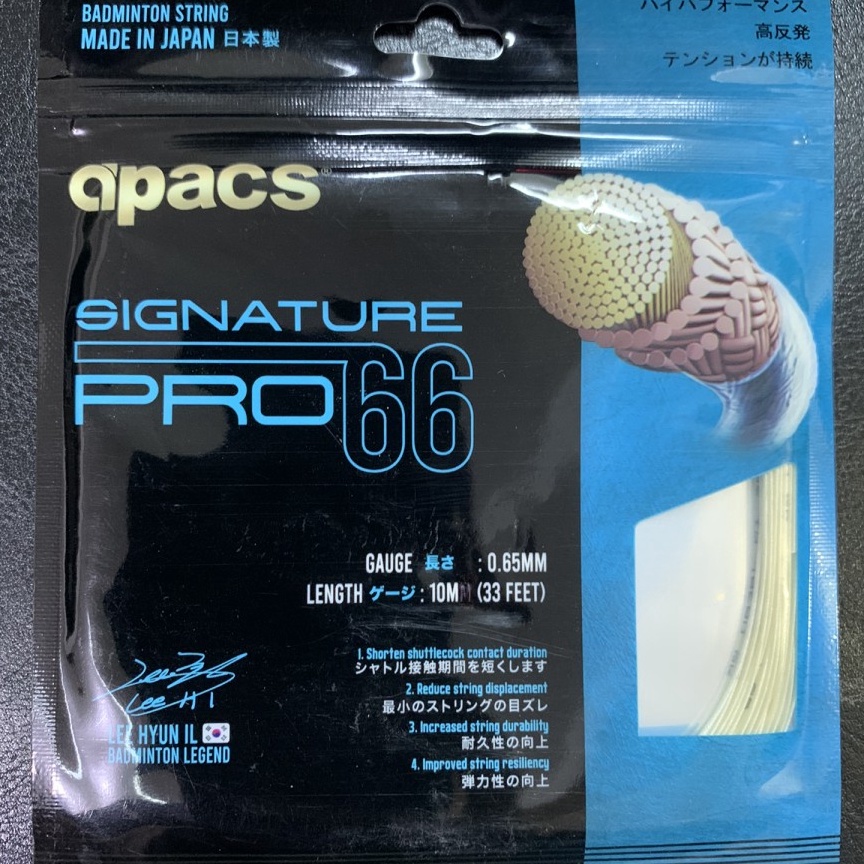 BADMINTON STRING
MADE IN JAPAN 日本製
ハイパフォーマンス
高反発
テンションが持続
apacs
SIGNATURE
PRO 66
GAUGE 長さ : 0.65MM
LENGTH ゲージ : 10MM (33 FEET)
1. Shorten shuttlecock contact duration
シャトル接触期間を短くします
2. Reduce string displacement
最小のストリングの目ズレ
3. Increased string durability
耐久性の向上
4. Improved string resiliency
弾力性の向上
Lee H I
LEE HYUN IL
BADMINTON LEGEND